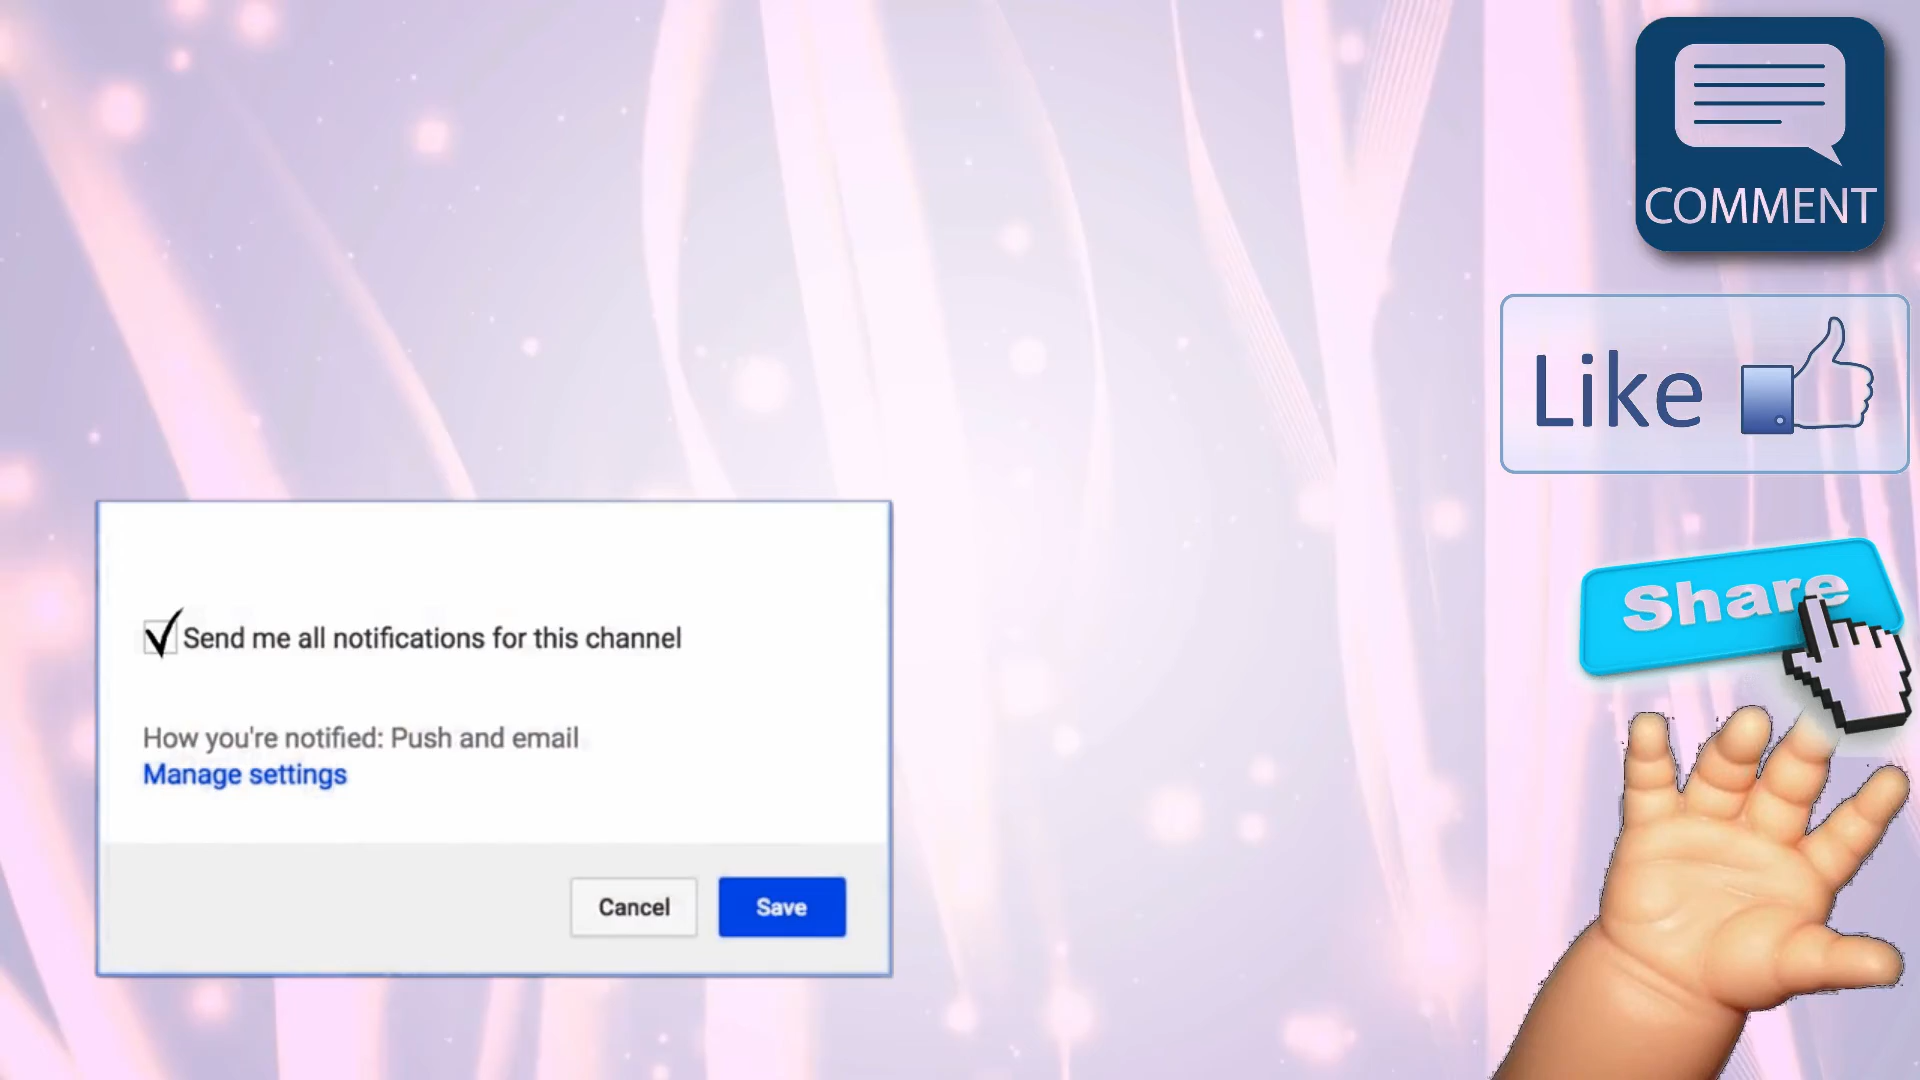 COMMENT
Like
Share
Send me all notifications for this channel
How you're notified: Push and email
Manage settings
Cancel
Save